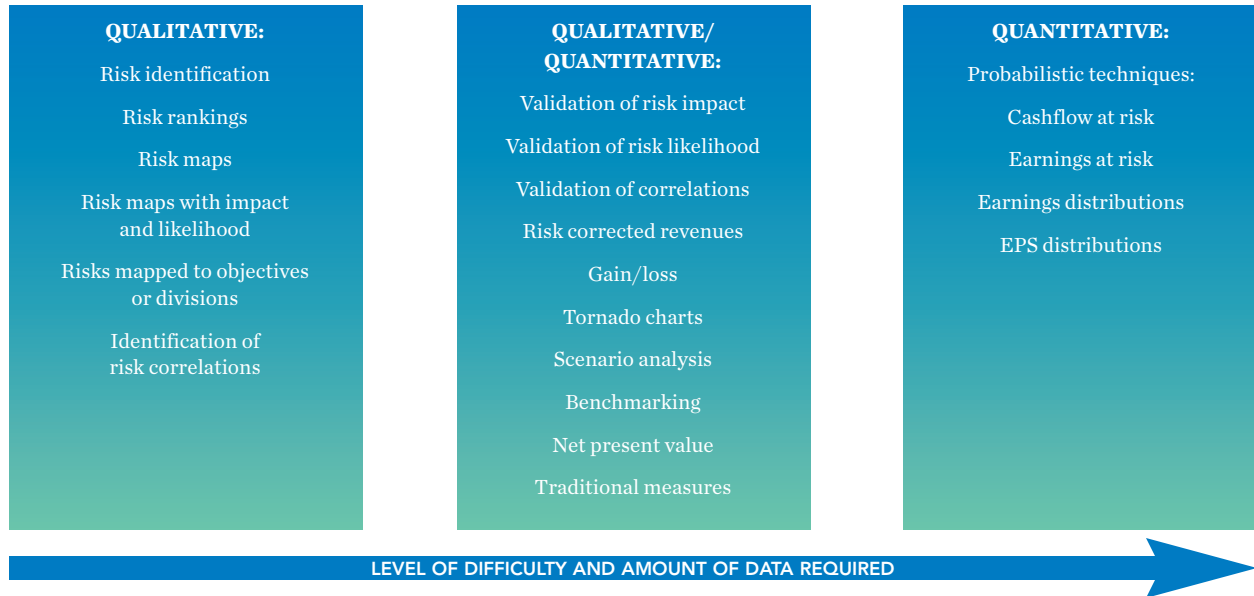 QUALITATIVE:
Risk identification
Risk rankings
Risk maps
Risk maps with impact
and likelihood
Risks mapped to objectives
or divisions
Identification of
risk correlations
QUALITATIVE/
QUANTITATIVE:
Validation of risk impact
Validation of risk likelihood
Validation of correlations
Risk corrected revenues
Gain/loss
Tornado charts
Scenario analysis
Benchmarking
Net present value
Traditional measures
QUANTITATIVE:
Probabilistic techniques:
Cashflow at risk
Earnings at risk
Earnings distributions
EPS distributions
LEVEL OF DIFFICULTY AND AMOUNT OF DATA REQUIRED